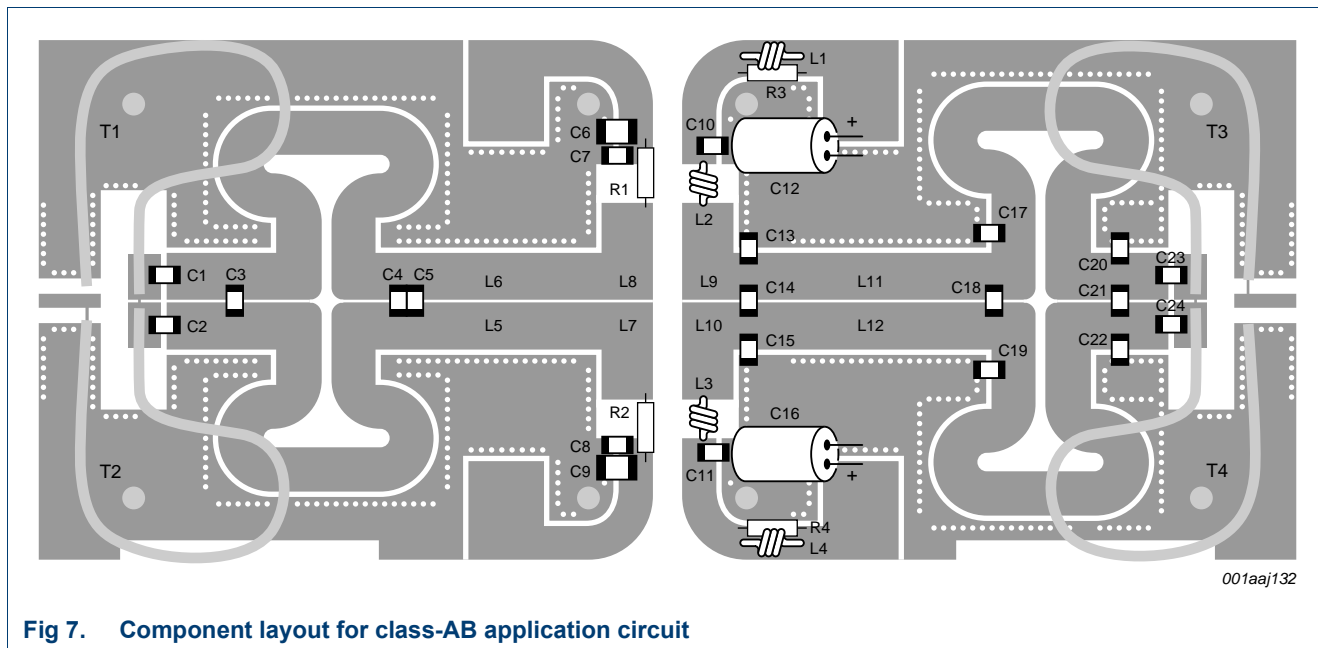 L1
R3
T1
T3
C6
C10
+
C7
R1
C12
L2
C17
C13
C20
C23
C1
C3
C4 C5
L6
L8
L9
L11
C14
C18
C21
C24
C2
L5
L7
L10
L12
C15
C22
C19
L3
R2
C16
C8
C9
C11
+
T2
T4
R4
L4
001aaj132
Fig 7. Component layout for class-AB application circuit